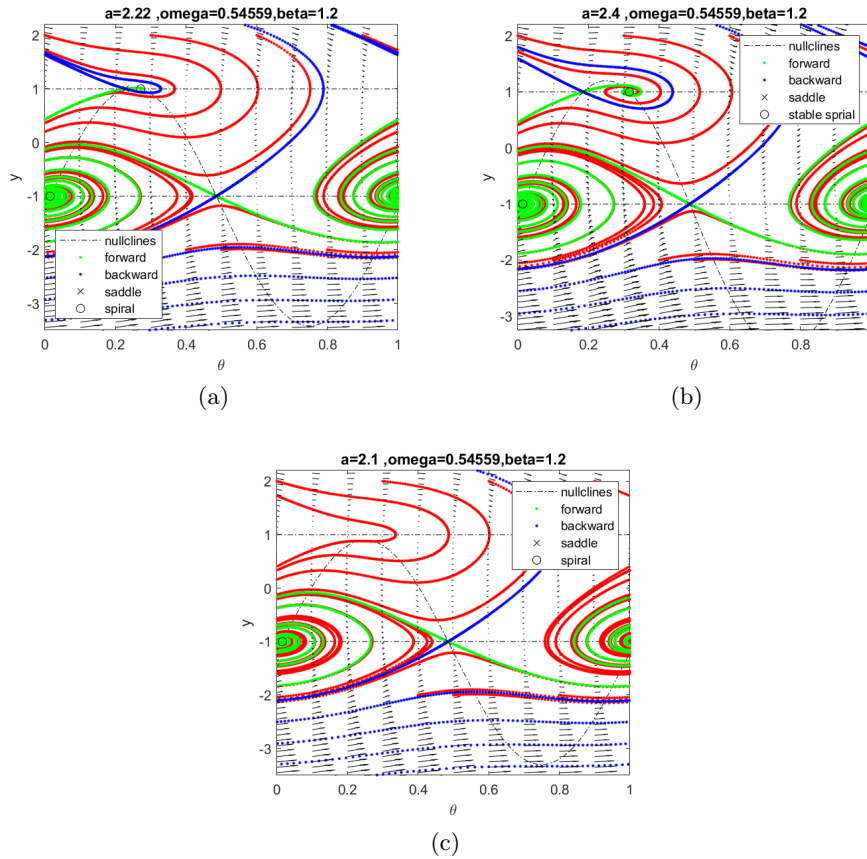 a=2.22 ,omega=0.54559,beta=1.2
y
2
1
0
-1
-2
-3
nullclines
forward
backward
saddle
spiral
0
0.2
0.4
0.6
0.8
1
θ
(a)
a=2.4 ,omega=0.54559,beta=1.2
y
2
1
0
-1
-2
-3
nullclines
forward
backward
saddle
stable sprial
0
0.2
0.4
0.6
0.8
θ
(b)
a=2.1 ,omega=0.54559,beta=1.2
y
2
1
0
-1
-2
-3
nullclines
forward
backward
saddle
spiral
0
0.2
0.4
0.6
0.8
1
θ
(c)